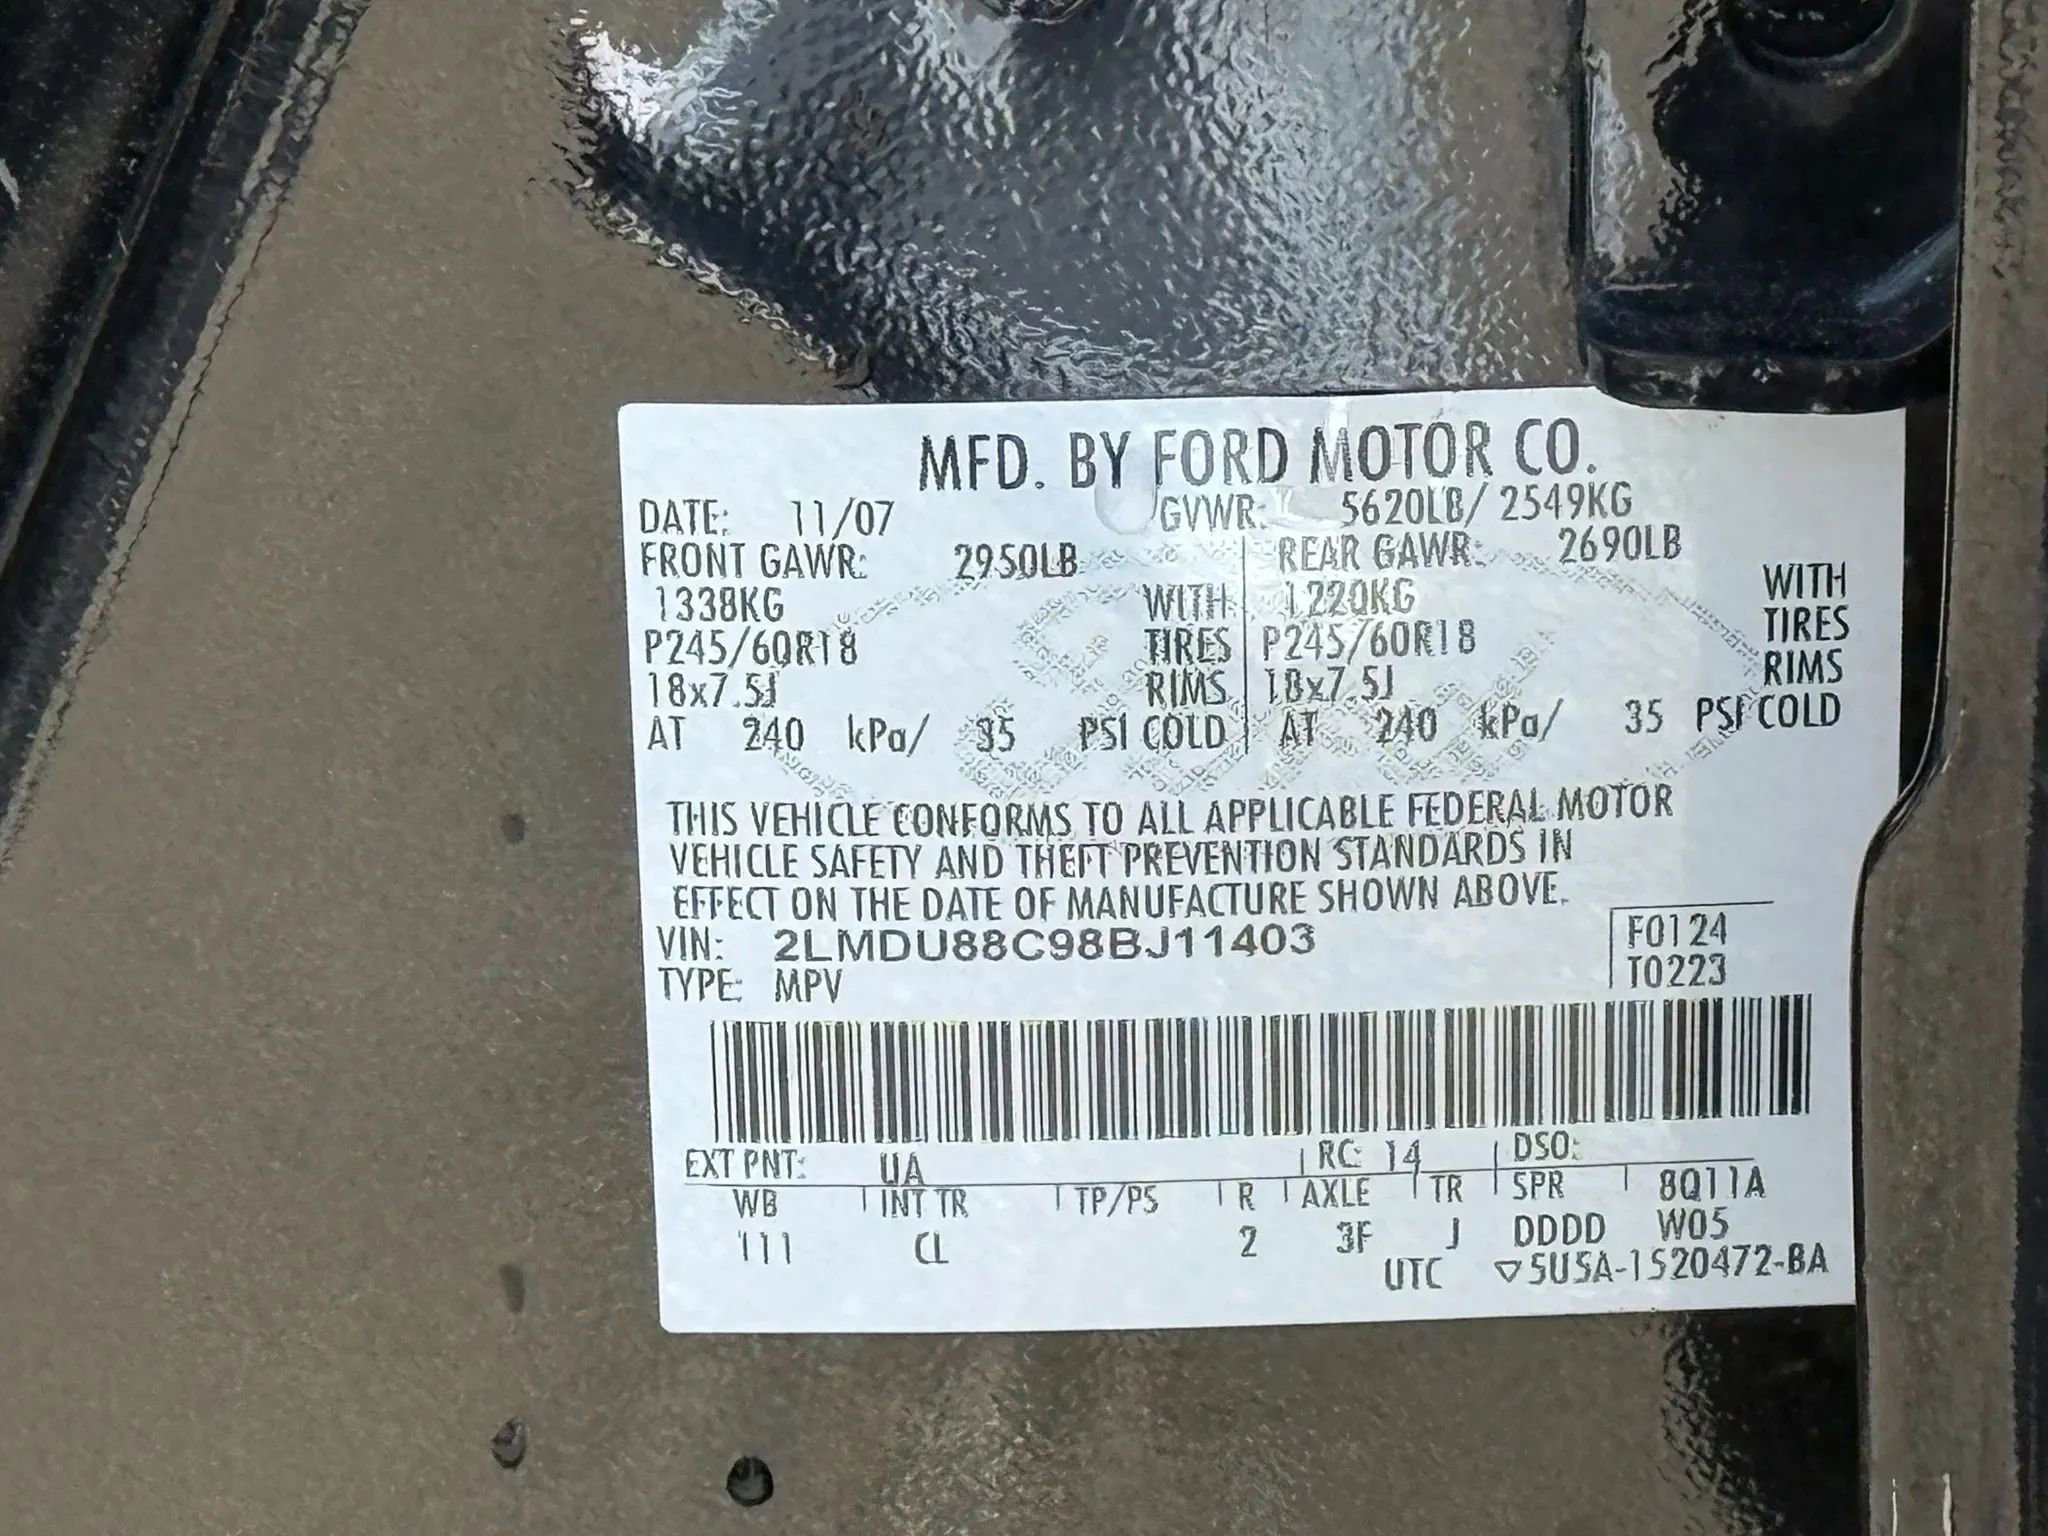 MFD. BY FORD MOTOR CO.
DATE: 11/07 GVWR: 5620LB/ 2549KG
FRONT GAWR: 2950LB REAR GAWR: 2690LB
1338KG WITH 1220KG WITH
P245/60R18 TIRES P245/60R18 TIRES
18x7.5J RIMS 18x7.5J RIMS
AT 240 kPa/ 35 PSI COLD AT 240 kPa/ 35 PSI COLD
THIS VEHICLE CONFORMS TO ALL APPLICABLE FEDERAL MOTOR
VEHICLE SAFETY AND THEFT PREVENTION STANDARDS IN
EFFECT ON THE DATE OF MANUFACTURE SHOWN ABOVE.
VIN: 2LMDU88C98BJ11403 F0124
TYPE: MPV T0223
EXT PNT: UA RC: 14 DSO:
WB INT TR TP/PS R AXLE TR SPR 8Q11A
111 CL 2 3F J DDDD W05
UTC ▽5U5A-1520472-BA